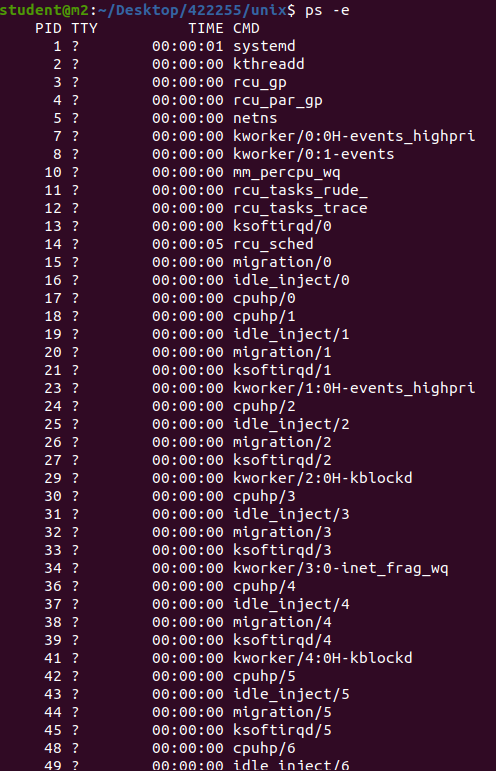 student@m2:~/Desktop/422255/unix$ ps -e
    PID TTY          TIME CMD
      1 ?        00:00:01 systemd
      2 ?        00:00:00 kthreadd
      3 ?        00:00:00 rcu_gp
      4 ?        00:00:00 rcu_par_gp
      5 ?        00:00:00 netns
      7 ?        00:00:00 kworker/0:0H-events_highpri
      8 ?        00:00:00 kworker/0:1-events
     10 ?        00:00:00 mm_percpu_wq
     11 ?        00:00:00 rcu_tasks_rude_
     12 ?        00:00:00 rcu_tasks_trace
     13 ?        00:00:00 ksoftirqd/0
     14 ?        00:00:05 rcu_sched
     15 ?        00:00:00 migration/0
     16 ?        00:00:00 idle_inject/0
     17 ?        00:00:00 cpuhp/0
     18 ?        00:00:00 cpuhp/1
     19 ?        00:00:00 idle_inject/1
     20 ?        00:00:00 migration/1
     21 ?        00:00:00 ksoftirqd/1
     23 ?        00:00:00 kworker/1:0H-events_highpri
     24 ?        00:00:00 cpuhp/2
     25 ?        00:00:00 idle_inject/2
     26 ?        00:00:00 migration/2
     27 ?        00:00:00 ksoftirqd/2
     29 ?        00:00:00 kworker/2:0H-kblockd
     30 ?        00:00:00 cpuhp/3
     31 ?        00:00:00 idle_inject/3
     32 ?        00:00:00 migration/3
     33 ?        00:00:00 ksoftirqd/3
     34 ?        00:00:00 kworker/3:0-inet_frag_wq
     36 ?        00:00:00 cpuhp/4
     37 ?        00:00:00 idle_inject/4
     38 ?        00:00:00 migration/4
     39 ?        00:00:00 ksoftirqd/4
     41 ?        00:00:00 kworker/4:0H-kblockd
     42 ?        00:00:00 cpuhp/5
     43 ?        00:00:00 idle_inject/5
     44 ?        00:00:00 migration/5
     45 ?        00:00:00 ksoftirqd/5
     48 ?        00:00:00 cpuhp/6
     49 ?        00:00:00 idle_inject/6